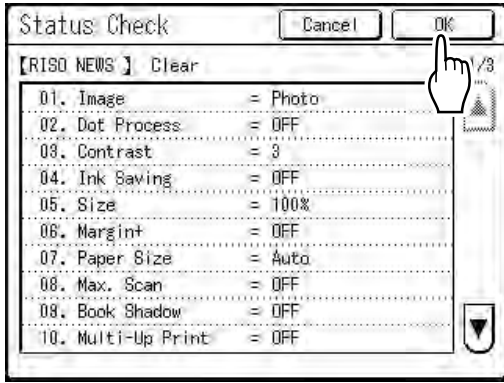 Status Check Cancel OK
【RISO NEWS 】 Clear 1/3
01. Image = Photo
02. Dot Process = OFF
03. Contrast = 3
04. Ink Saving = OFF
05. Size = 100%
06. Margin+ = OFF
07. Paper Size = Auto
08. Max. Scan = OFF
09. Book Shadow = OFF
10. Multi-Up Print = OFF